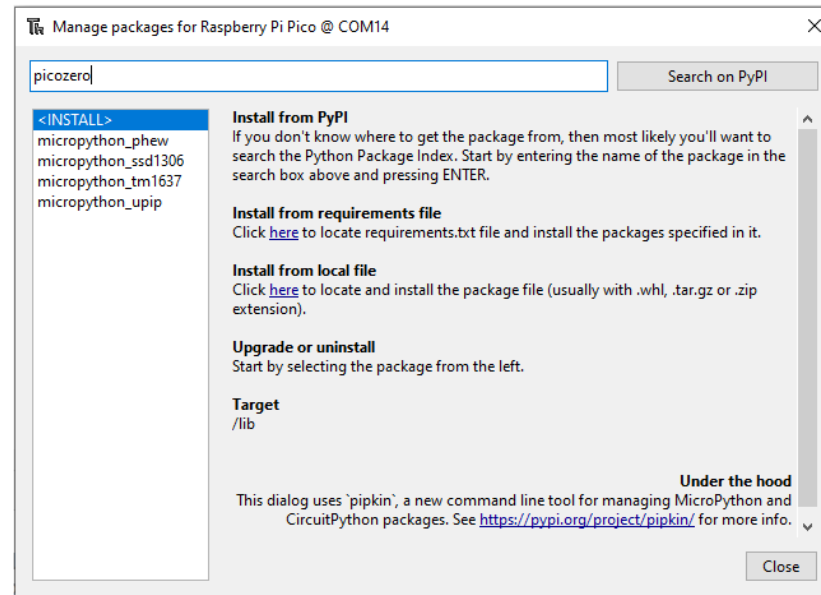 Manage packages for Raspberry Pi Pico @ COM14
picozero
Search on PyPI
<INSTALL>
micropython_phew
micropython_ssd1306
micropython_tm1637
micropython_upip
Install from PyPI
If you don't know where to get the package from, then most likely you'll want to
search the Python Package Index. Start by entering the name of the package in the
search box above and pressing ENTER.
Install from requirements file
Click here to locate requirements.txt file and install the packages specified in it.
Install from local file
Click here to locate and install the package file (usually with .whl, .tar.gz or .zip
extension).
Upgrade or uninstall
Start by selecting the package from the left.
Target
/lib
Under the hood
This dialog uses `pipkin`, a new command line tool for managing MicroPython and
CircuitPython packages. See https://pypi.org/project/pipkin/ for more info.
Close